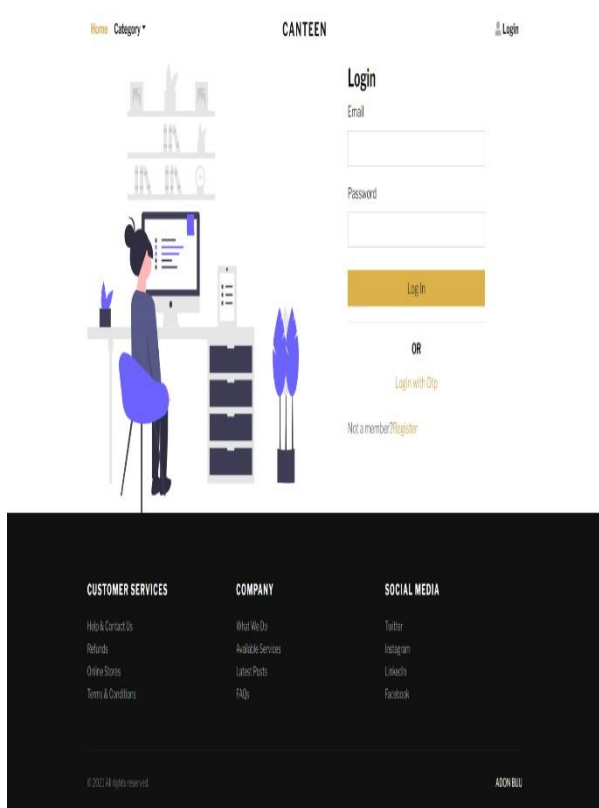 Home Category CANTEEN Login
Login
Email
Password
Log In
OR
Login with Otp
Not a member?Register
CUSTOMER SERVICES COMPANY SOCIAL MEDIA
Help & Contact Us What We Do Twitter
Refunds Available Services Instagram
Online Stores Latest Posts LinkedIn
Terms & Conditions FAQs Facebook
© 2021 All rights reserved. ADON BIJU